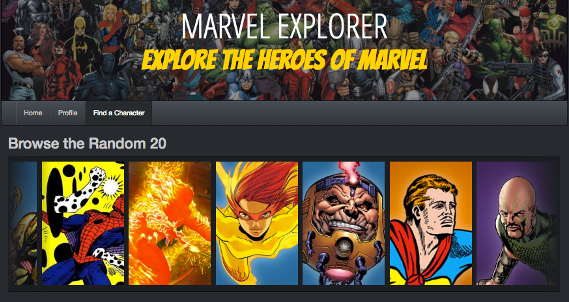 MARVEL EXPLORER
EXPLORE THE HEROES OF MARVEL
Home Profile Find a Character
Browse the Random 20